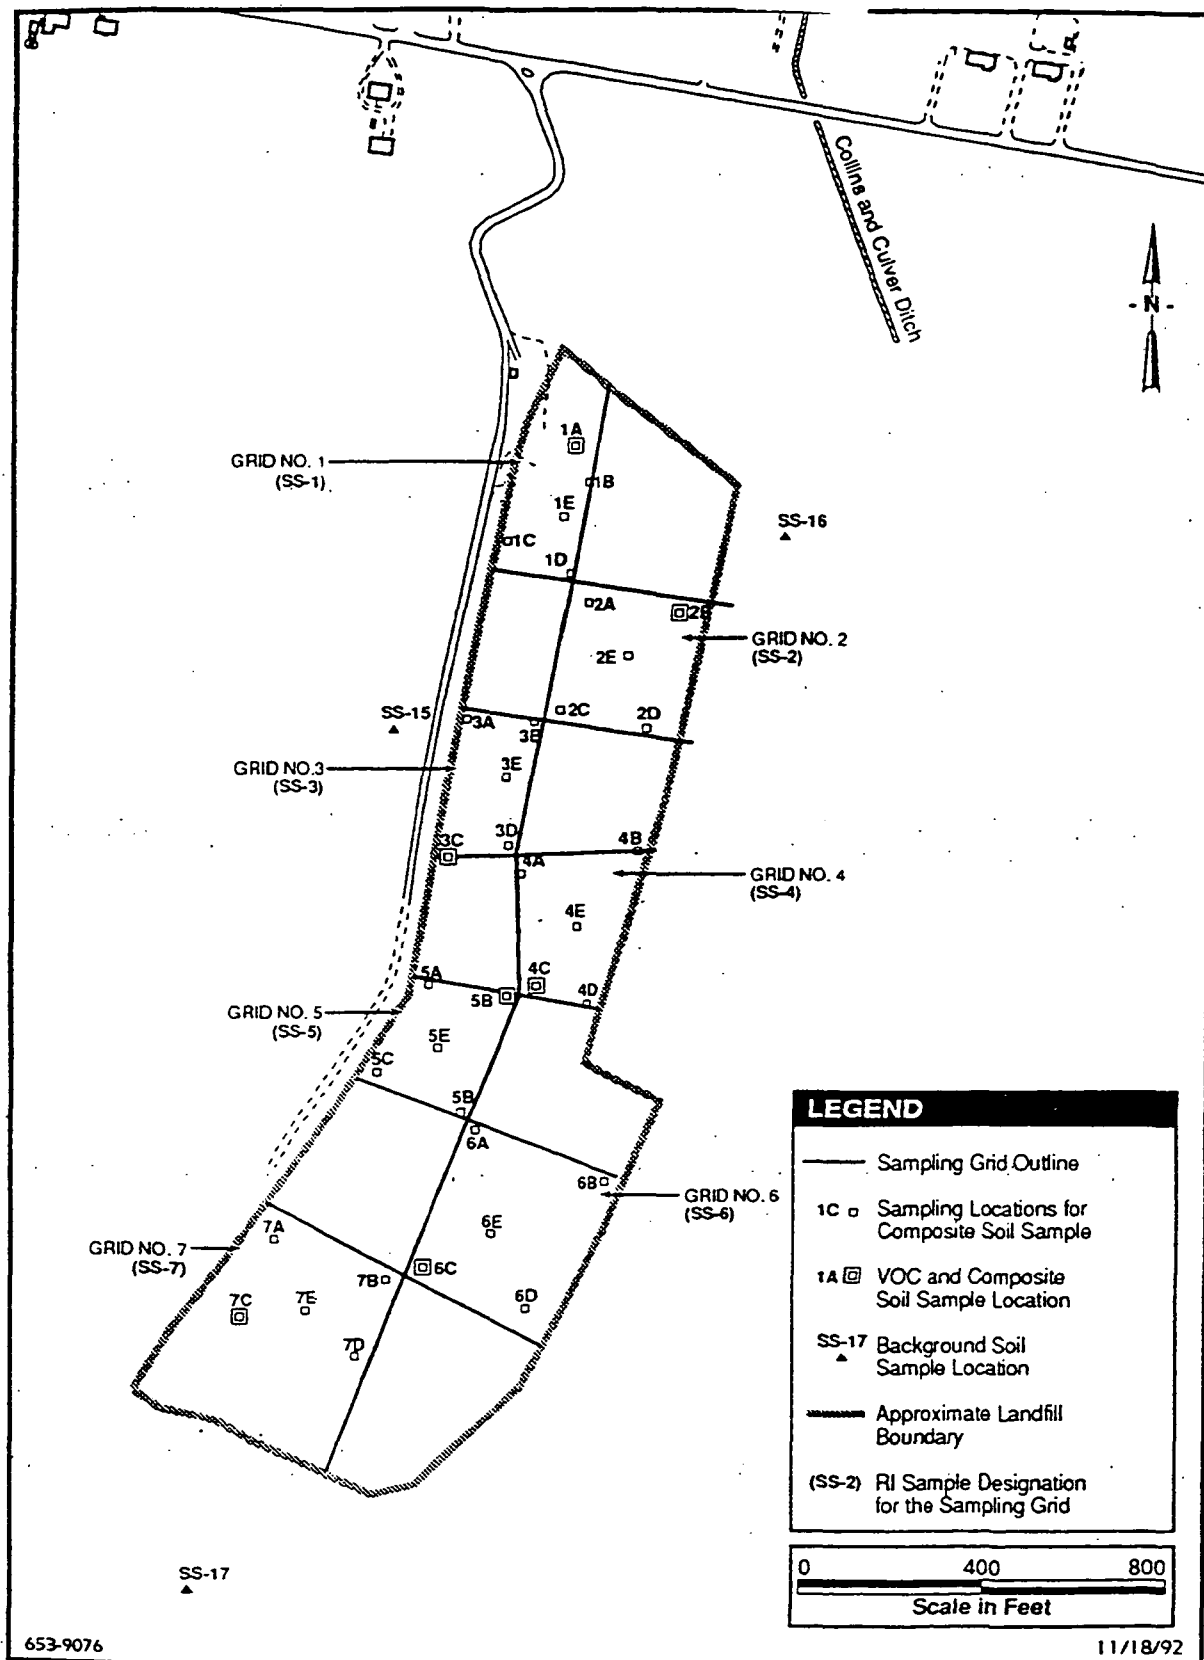 Collins and Culver Ditch
- N -
1A
GRID NO. 1
(SS-1)
1B
1E
1C
SS-16
1D
2A
2B
GRID NO. 2
(SS-2)
2E
2C
2D
SS-15
3A
3B
GRID NO.3
(SS-3)
3E
3D
3C
4B
4A
GRID NO. 4
(SS-4)
4E
5A
4C
5B
4D
GRID NO. 5
(SS-5)
5E
5C
5B
6A
6B
GRID NO. 6
(SS-6)
7A
6E
GRID NO. 7
(SS-7)
7B
6C
7C
7E
6D
7D
SS-17
LEGEND
Sampling Grid Outline
1C Sampling Locations for
Composite Soil Sample
1A VOC and Composite
Soil Sample Location
SS-17 Background Soil
Sample Location
Approximate Landfill
Boundary
(SS-2) RI Sample Designation
for the Sampling Grid
0 400 800
Scale in Feet
653-9076
11/18/92